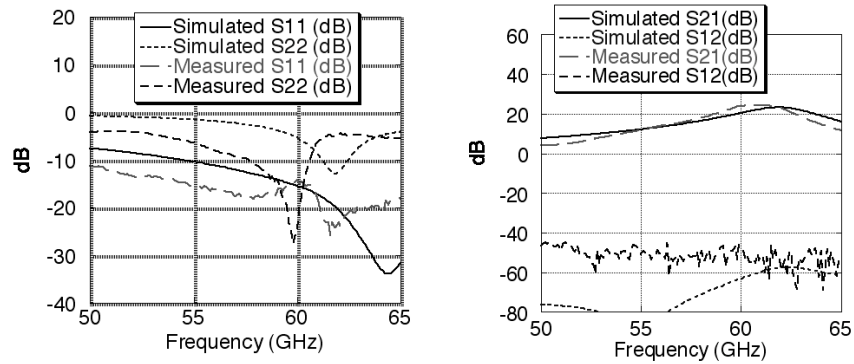 20
10
0
-10
-20
-30
-40
dB
Simulated S11 (dB)
Simulated S22 (dB)
Measured S11 (dB)
Measured S22 (dB)
50 55 60 65
Frequency (GHz)
60
40
20
0
-20
-40
-60
-80
dB
Simulated S21(dB)
Simulated S12(dB)
Measured S21(dB)
Measured S12(dB)
50 55 60 65
Frequency (GHz)